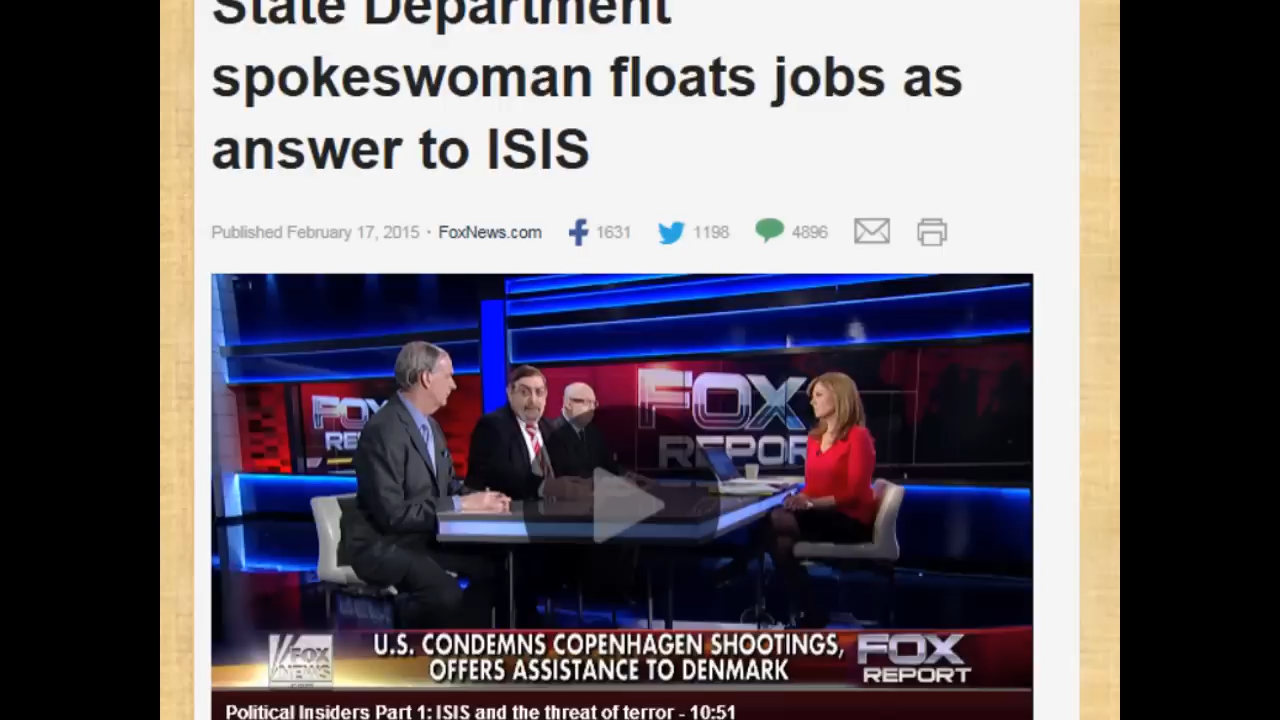 State Department
spokeswoman floats jobs as
answer to ISIS
Published February 17, 2015 · FoxNews.com 1631 1198 4896
FOX
REPORT
FOX
RE
U.S. CONDEMNS COPENHAGEN SHOOTINGS,
OFFERS ASSISTANCE TO DENMARK
FOX
NEWS
FOX
REPORT
Political Insiders Part 1: ISIS and the threat of terror - 10:51